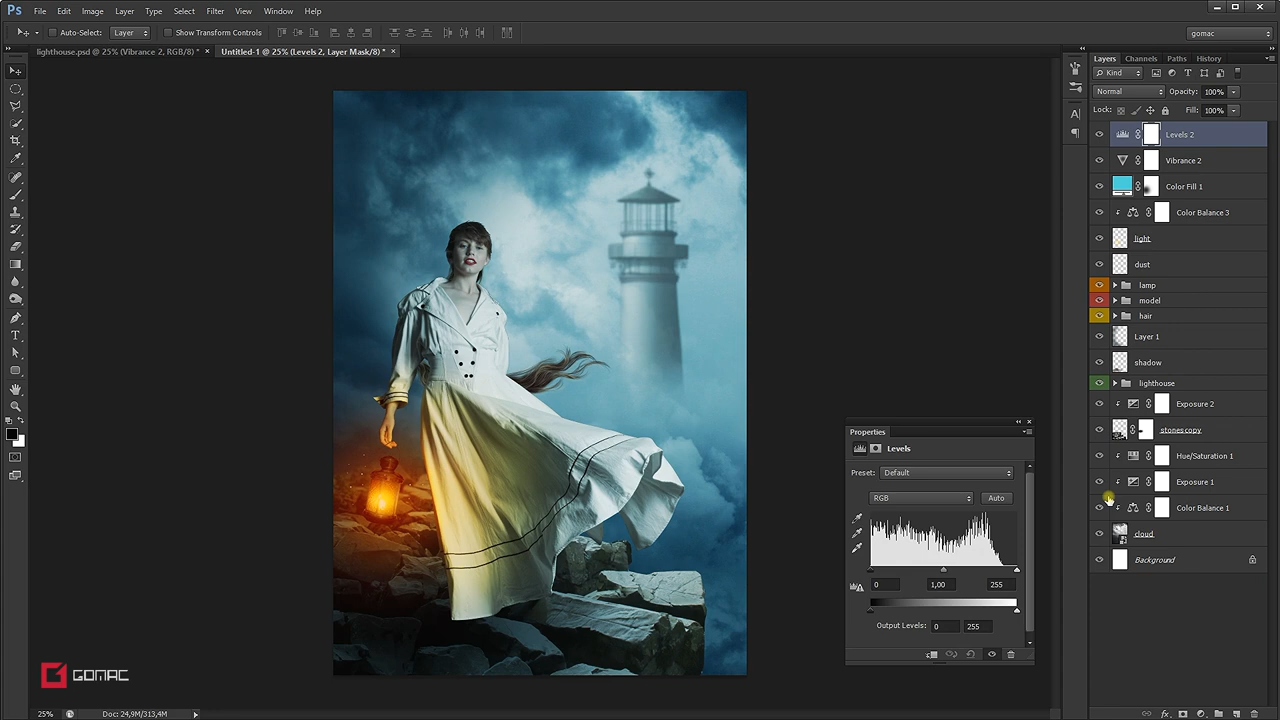 Ps File Edit Image Layer Type Select Filter View Window Help
Auto-Select: Layer Show Transform Controls gomac
lighthouse.psd @ 25% (Vibrance 2, RGB/8) * × Untitled-1 @ 25% (Levels 2, Layer Mask/8) * ×
Layers Channels Paths History
Kind
Normal Opacity: 100%
Lock: Fill: 100%
Levels 2
Vibrance 2
Color Fill 1
Color Balance 3
light
dust
lamp
model
hair
Layer 1
shadow
lighthouse
Exposure 2
stones copy
Hue/Saturation 1
Exposure 1
Color Balance 1
cloud
Background
Properties
Levels
Preset: Default
RGB Auto
0 1,00 255
Output Levels: 0 255
GOMAC
25% Doc: 24,9M/313,4M